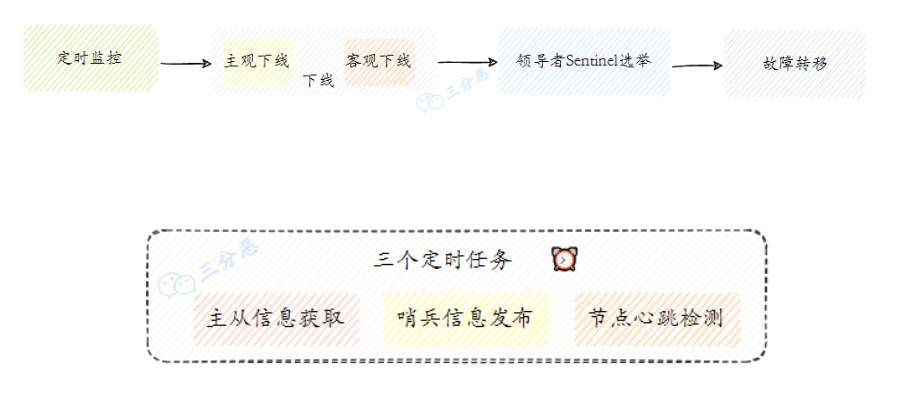 定时监控
主观下线
客观下线
下线
领导者Sentinel选举
故障转移
三分恶
三分恶
三个定时任务
主从信息获取
哨兵信息发布
节点心跳检测